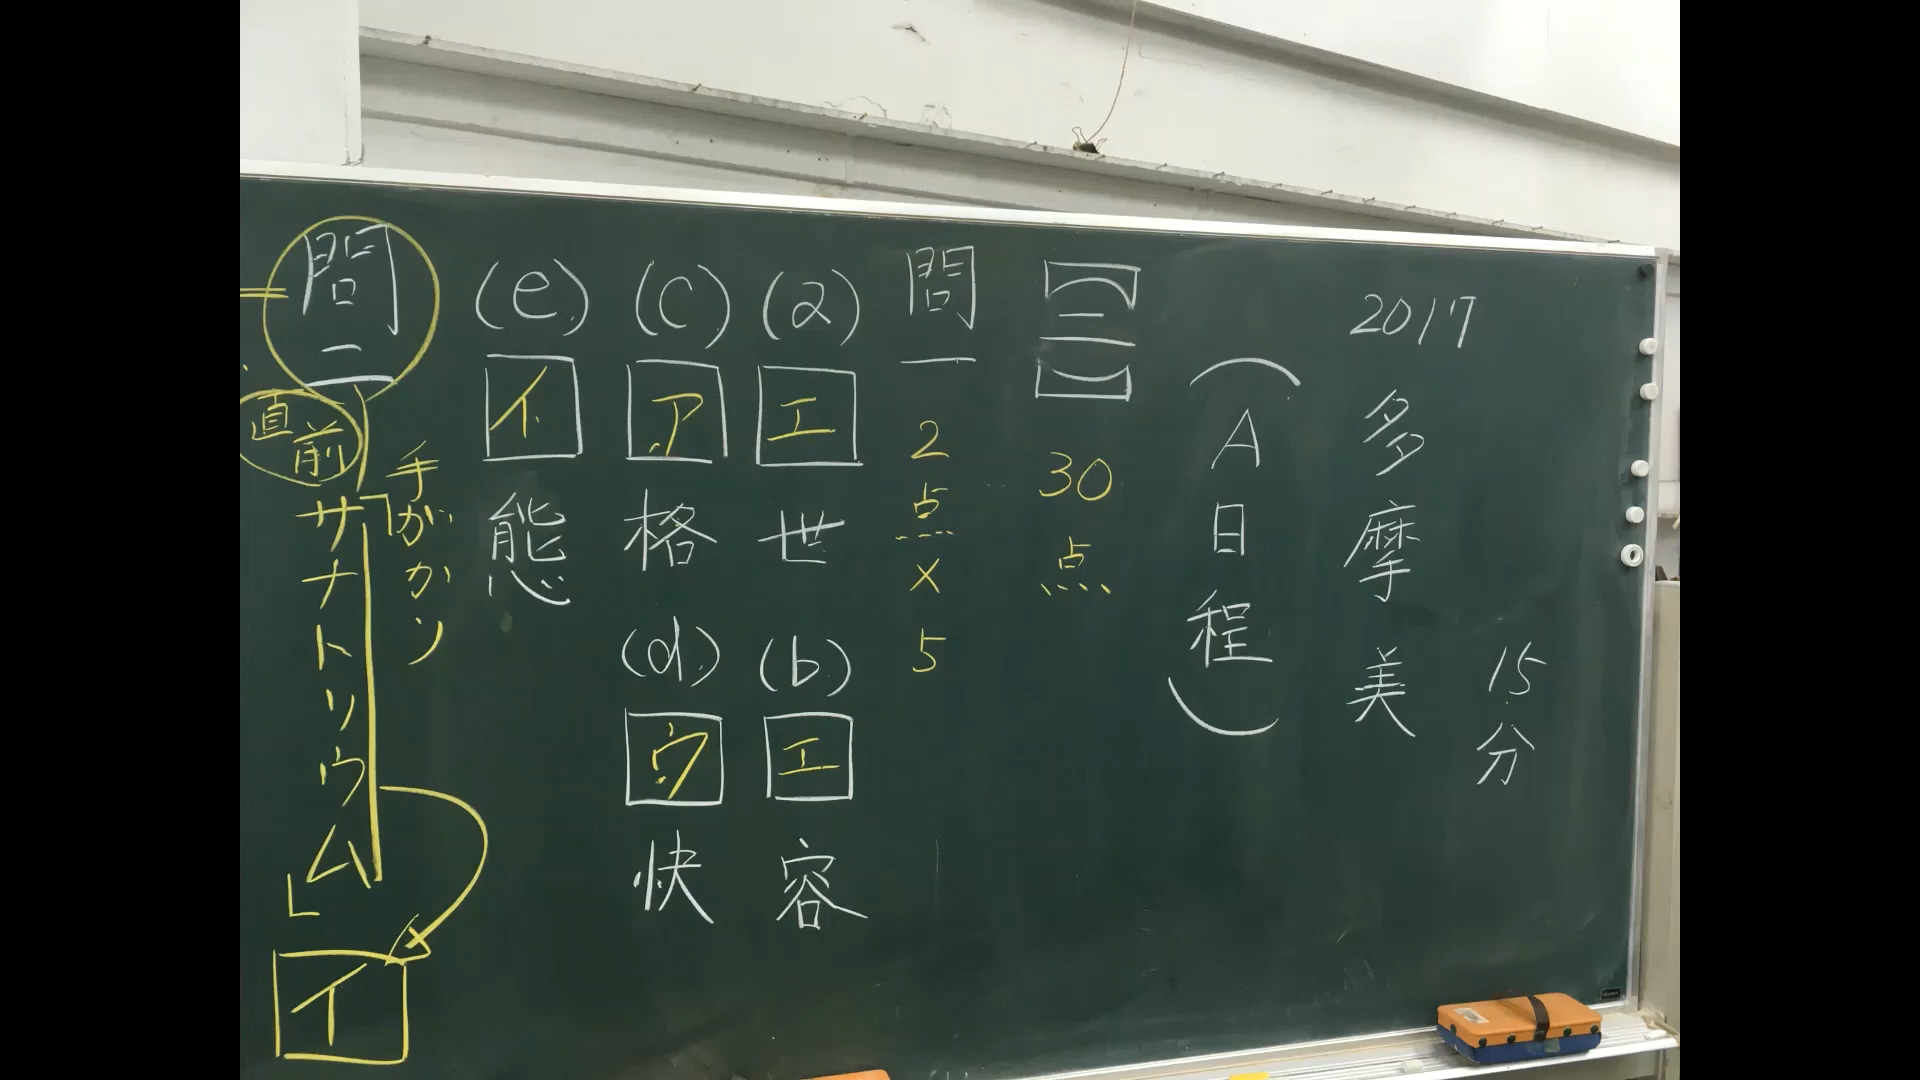 2017
多摩美
15分
(A日程)
【二】
30点
問一
2点×5
(a)エ世
(b)エ容
(c)ア格
(d)ウ快
(e)イ態
問二
手がかり
直前
「サナトリウム」
イ